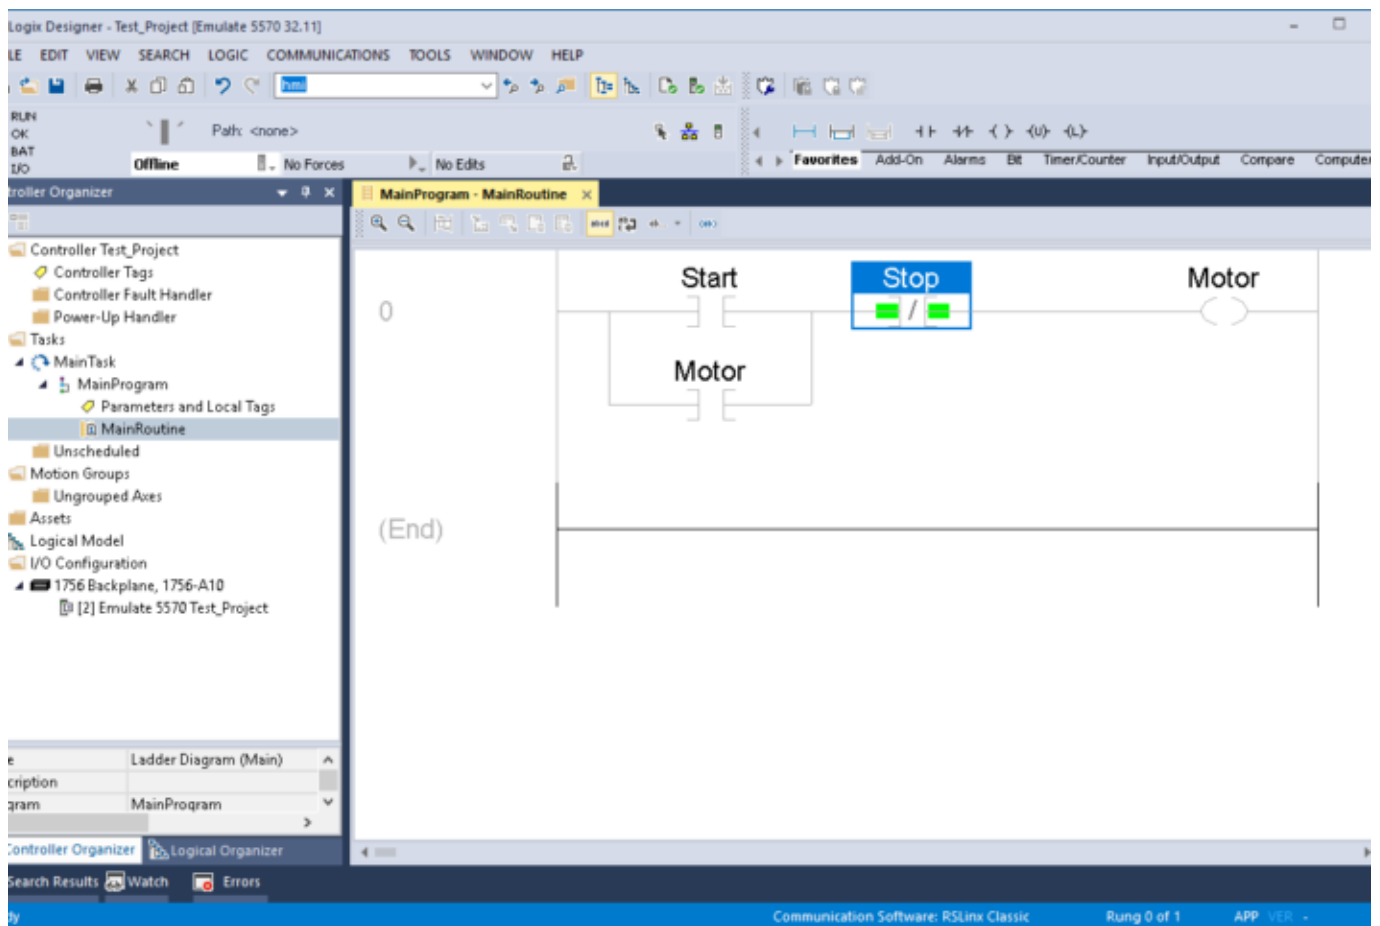 Logix Designer - Test_Project [Emulate 5570 32.11]
LE EDIT VIEW SEARCH LOGIC COMMUNICATIONS TOOLS WINDOW HELP
hmi
RUN
OK
BAT
I/O
Path: <none>
Offline
No Forces
No Edits
Favorites Add-On Alarms Bit Timer/Counter Input/Output Compare Compute
troller Organizer
MainProgram - MainRoutine
Controller Test_Project
Controller Tags
Controller Fault Handler
Power-Up Handler
Tasks
MainTask
MainProgram
Parameters and Local Tags
MainRoutine
Unscheduled
Motion Groups
Ungrouped Axes
Assets
Logical Model
I/O Configuration
1756 Backplane, 1756-A10
[2] Emulate 5570 Test_Project
e Ladder Diagram (Main)
cription
gram MainProgram
Controller Organizer
Logical Organizer
0
Start
Stop
Motor
Motor
(End)
Search Results
Watch
Errors
dy
Communication Software: RSLinx Classic
Rung 0 of 1
APP VER